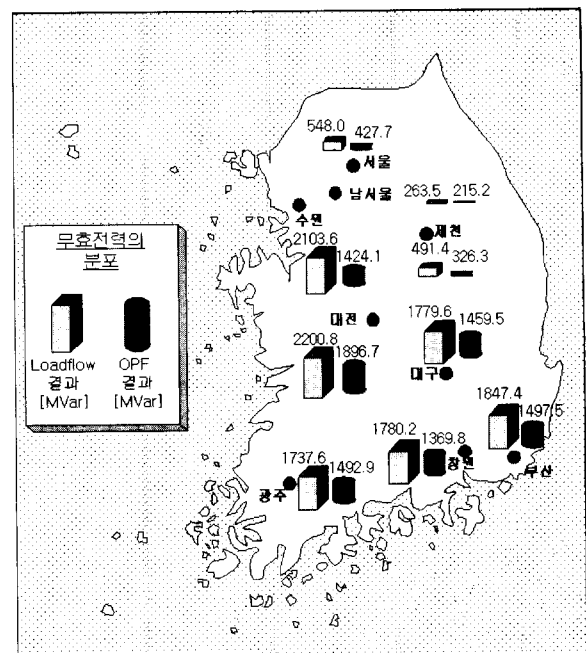 548.0
427.7
서울
남서울
수원
263.5
215.2
제천
2103.6
1424.1
491.4
326.3
무효전력의
분포
Loadflow
결과
[MVar]
OPF
결과
[MVar]
대전
1779.6
1459.5
대구
2200.8
1896.7
1847.4
1497.5
부산
1780.2
1369.8
창원
1737.6
1492.9
광주